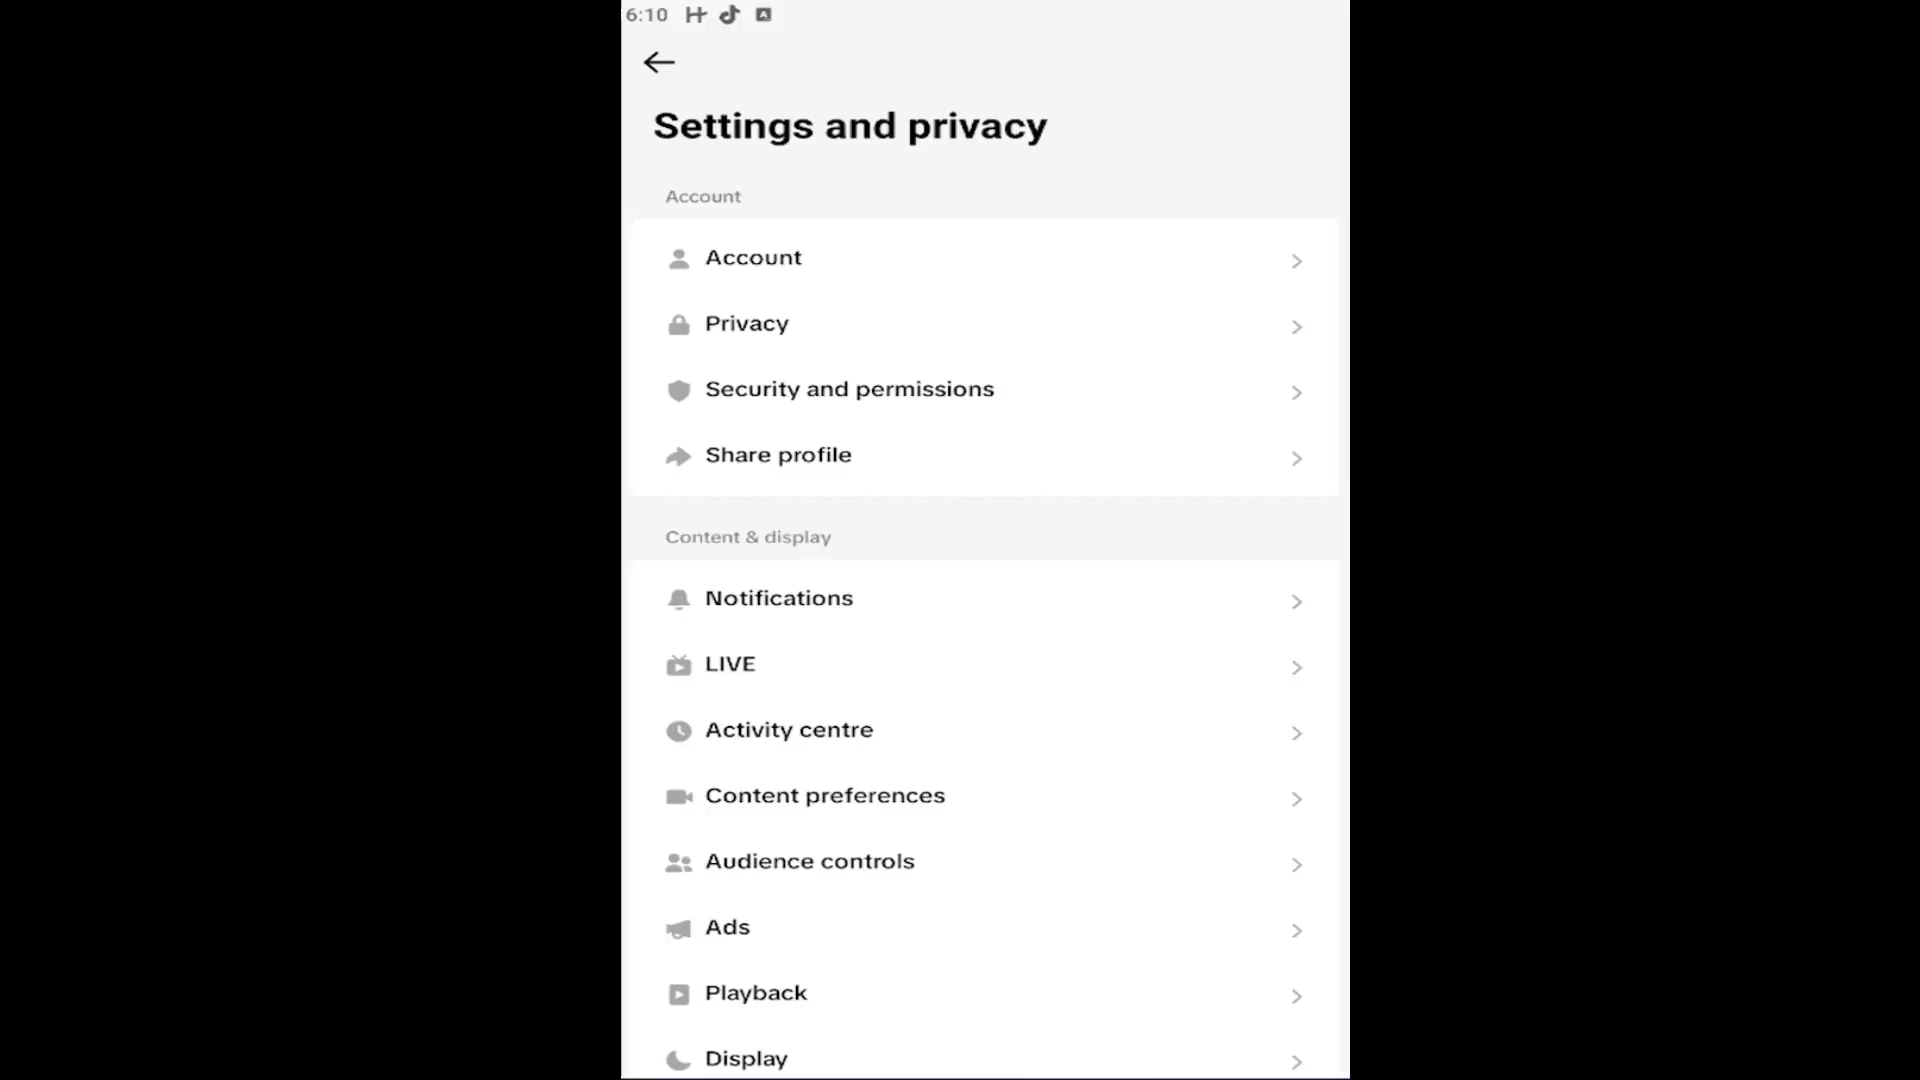 6:10
Settings and privacy
Account
Account
Privacy
Security and permissions
Share profile
Content & display
Notifications
LIVE
Activity centre
Content preferences
Audience controls
Ads
Playback
Display